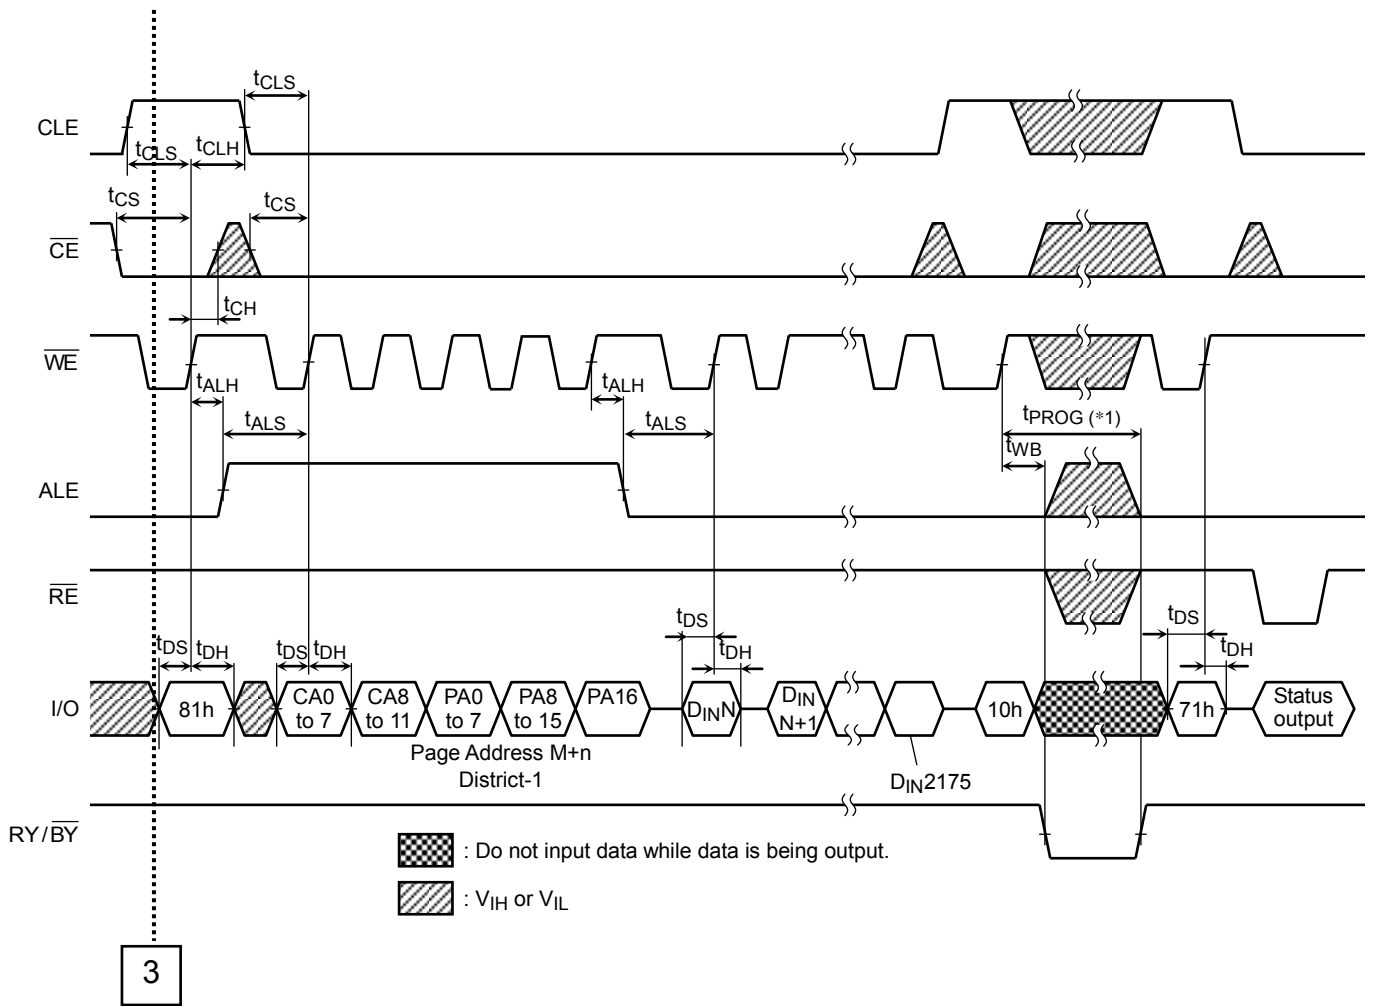 tCLS
CLE
tCLS
tCLH
tCS
tCS
CE
tCH
WE
tALH
tALH
tALS
tALS
tPROG (*1)
tWB
ALE
RE
tDS
tDH
tDS
tDH
tDS
tDH
tDS
tDH
I/O
81h
CA0
to 7
CA8
to 11
PA0
to 7
PA8
to 15
PA16
DINN
DIN
N+1
10h
71h
Status
output
Page Address M+n
District-1
DIN2175
RY/BY
: Do not input data while data is being output.
: VIH or VIL
3